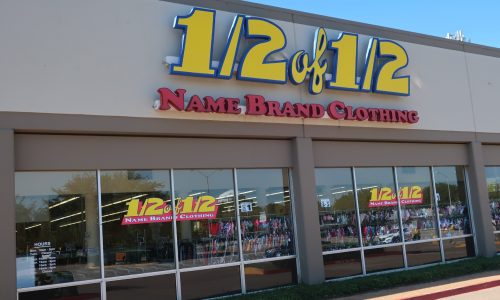 1/2 of 1/2
NAME BRAND CLOTHING
1/2 of 1/2
NAME BRAND CLOTHING
1/2 of 1/2
NAME BRAND CLOTHING
HOURS